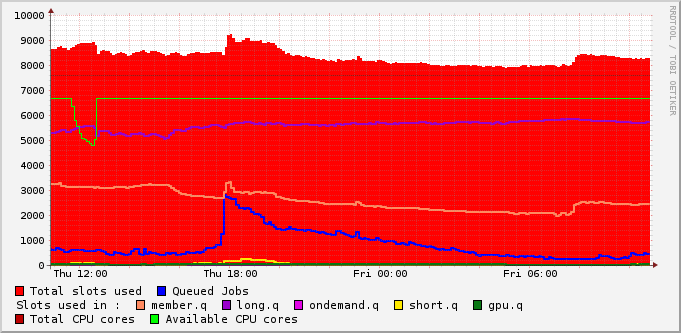 10000
9000
8000
7000
6000
5000
4000
3000
2000
1000
0
Thu 12:00 Thu 18:00 Fri 00:00 Fri 06:00
Total slots used Queued Jobs
Slots used in : member.q long.q ondemand.q short.q gpu.q
Total CPU cores Available CPU cores
RRDTOOL / TOBI OETIKER